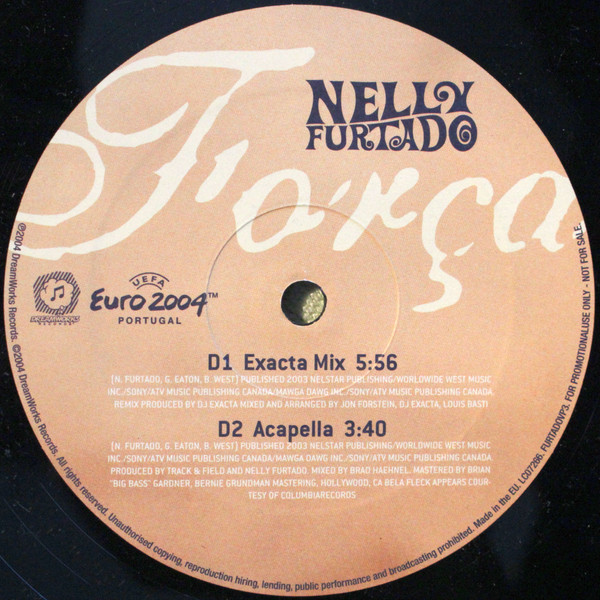 NELLY
FURTADO
Força
UEFA
Euro2004™
PORTUGAL
DREAMWORKS
RECORDS
D1 Exacta Mix 5:56
[N. FURTADO, G. EATON, B. WEST] PUBLISHED 2003 NELSTAR PUBLISHING/WORLDWIDE WEST MUSIC
INC./SONY/ATV MUSIC PUBLISHING CANADA/MAWGA DAWG INC./SONY/ATV MUSIC PUBLISHING CANADA.
REMIX PRODUCED BY DJ EXACTA MIXED AND ARRANGED BY JON FORSTEIN, DJ EXACTA, LOUIS BASTI
D2 Acapella 3:40
[N. FURTADO, G. EATON, B. WEST] PUBLISHED 2003 NELSTAR PUBLISHING/WORLDWIDE WEST MUSIC
INC./SONY/ATV MUSIC PUBLISHING CANADA/MAWGA DAWG INC./SONY/ATV MUSIC PUBLISHING CANADA.
PRODUCED BY TRACK & FIELD AND NELLY FURTADO. MIXED BY BRAD HAEHNEL. MASTERED BY BRIAN
"BIG BASS" GARDNER, BERNIE GRUNDMAN MASTERING, HOLLYWOOD, CA BELA FLECK APPEARS COUR-
TESY OF COLUMBIARECORDS
℗2004 DreamWorks Records. ©2004 DreamWorks Records. All rights reserved. Unauthorised copying, reproduction hiring, lending, public performance and broadcasting prohibited. Made in the EU. LC07266. FURTADOVP3. FOR PROMOTIONALUSE ONLY - NOT FOR SALE.